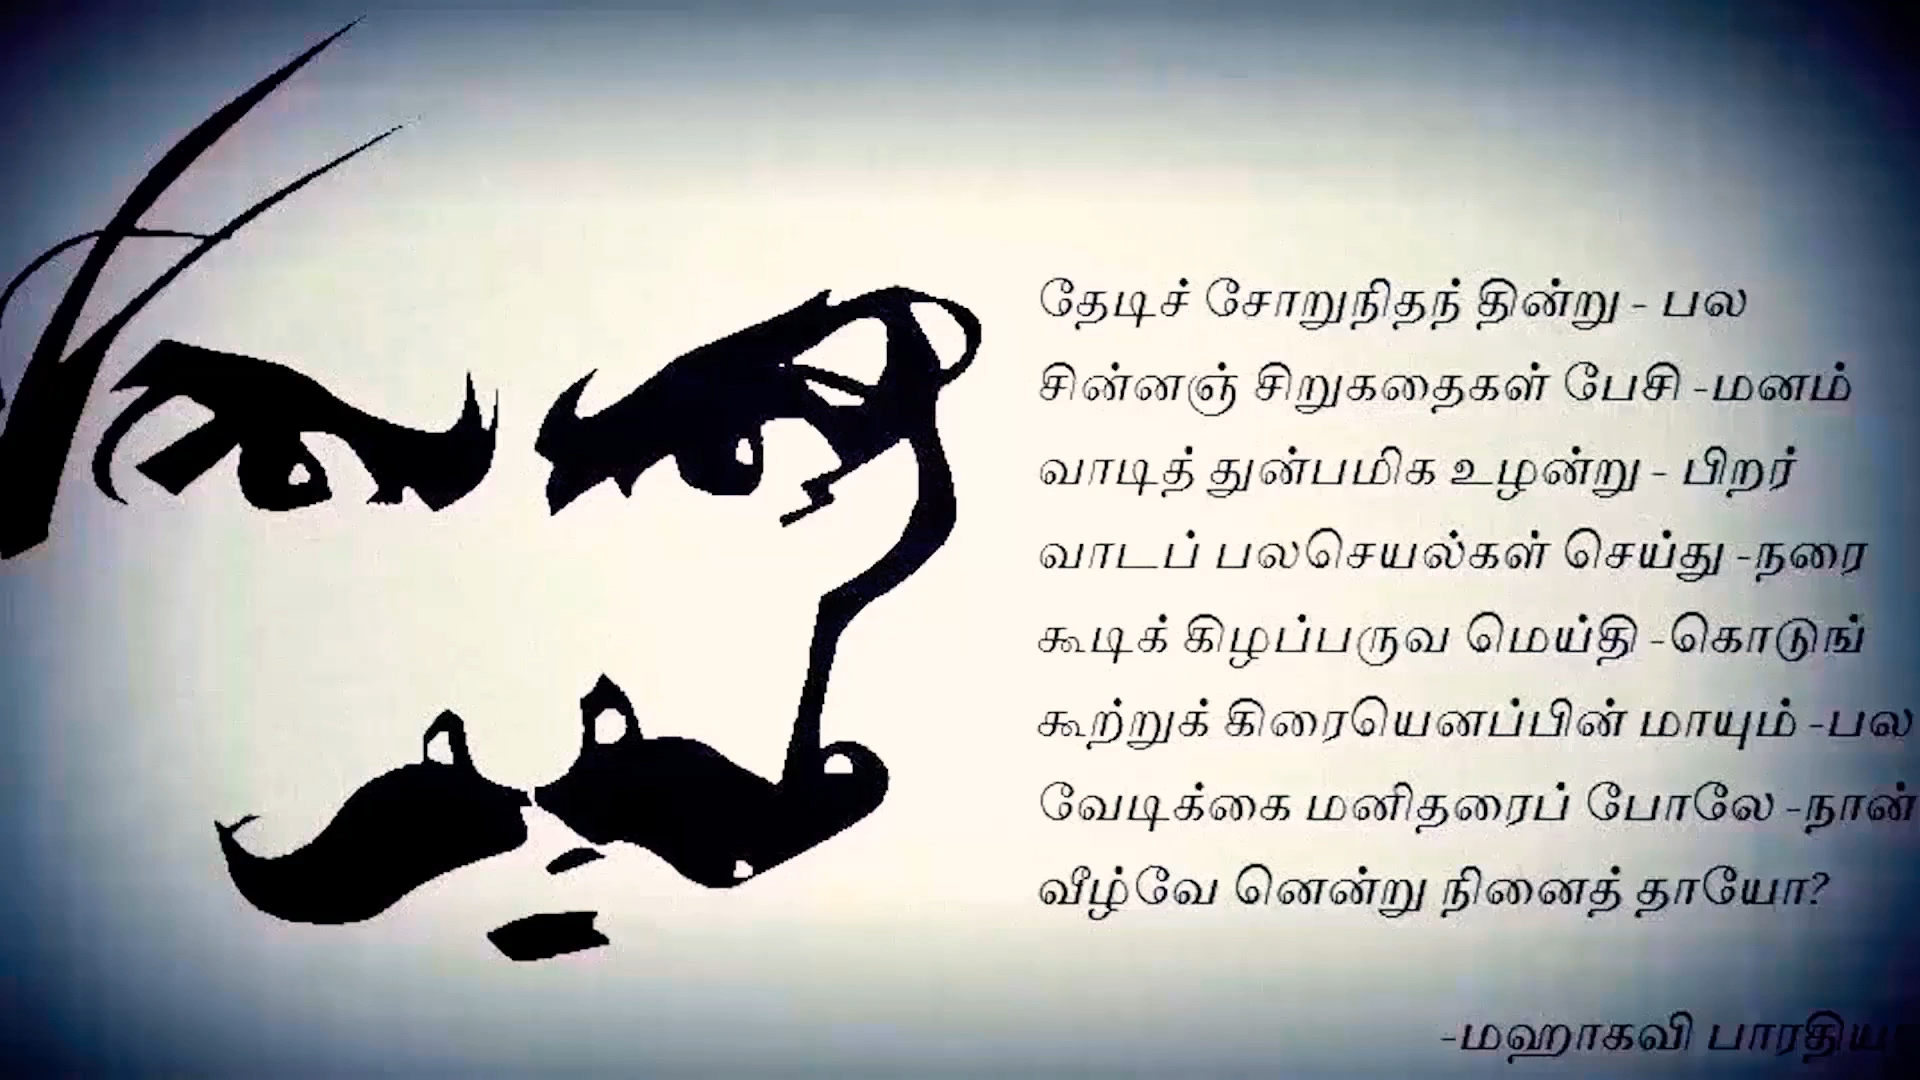 தேடிச் சோறுநிதந் தின்று - பல
சின்னஞ் சிறுகதைகள் பேசி -மனம்
வாடித் துன்பமிக உழன்று - பிறர்
வாடப் பலசெயல்கள் செய்து -நரை
கூடிக் கிழப்பருவ மெய்தி -கொடுங்
கூற்றுக் கிரையெனப்பின் மாயும் -பல
வேடிக்கை மனிதரைப் போலே -நான்
வீழ்வே னென்று நினைத் தாயோ?
-மஹாகவி பாரதிய